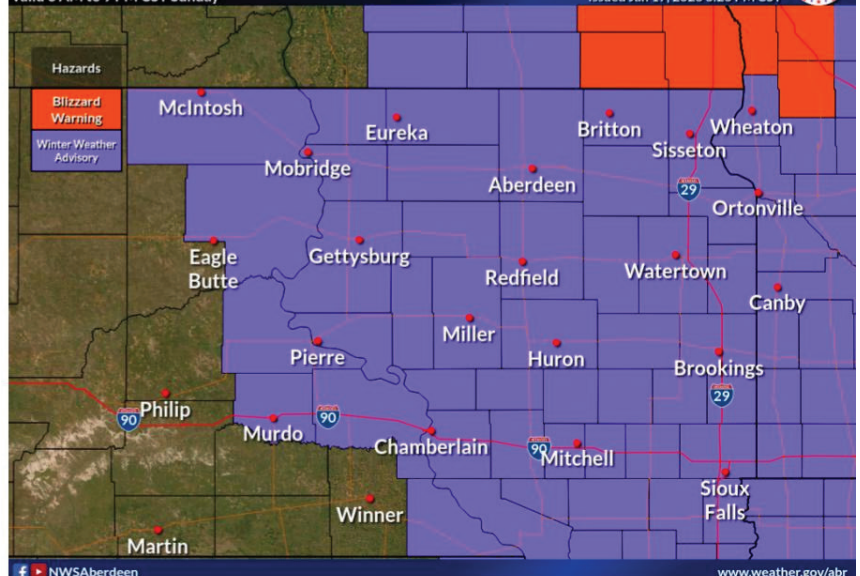 Hazards
Blizzard
Warning
Winter Weather
Advisory
McIntosh
Eureka
Britton
Wheaton
Sisseton
Mobridge
Aberdeen
29
Ortonville
Eagle
Butte
Gettysburg
Redfield
Watertown
Canby
Miller
Pierre
Huron
Brookings
29
Philip
90
Murdo
90
Chamberlain
90
Mitchell
Sioux
Falls
Winner
Martin
NWSAberdeen
www.weather.gov/abr